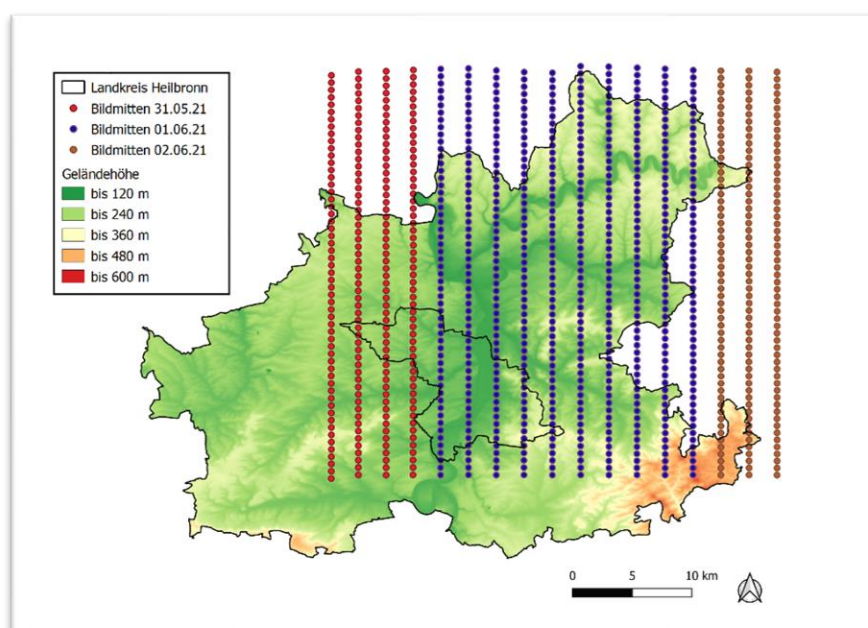 Landkreis Heilbronn
Bildmitten 31.05.21
Bildmitten 01.06.21
Bildmitten 02.06.21
Geländehöhe
bis 120 m
bis 240 m
bis 360 m
bis 480 m
bis 600 m
0 5 10 km